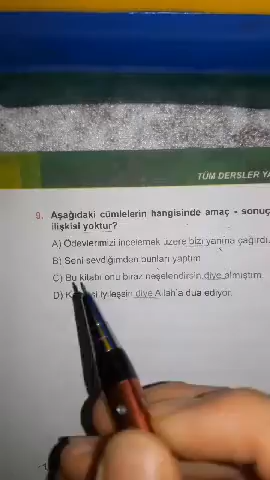 TÜM DERSLER YA
9. Aşağıdaki cümlelerin hangisinde amaç - sonuç
ilişkisi yoktur?
A) Ödevlerimizi incelemek üzere bizi yanına çağırdı.
B) Seni sevdiğimden bunları yaptım.
C) Bu kitabı onu biraz neşelendirsin diye almıştım.
D) iyileşsin diye Allah'a dua ediyor.